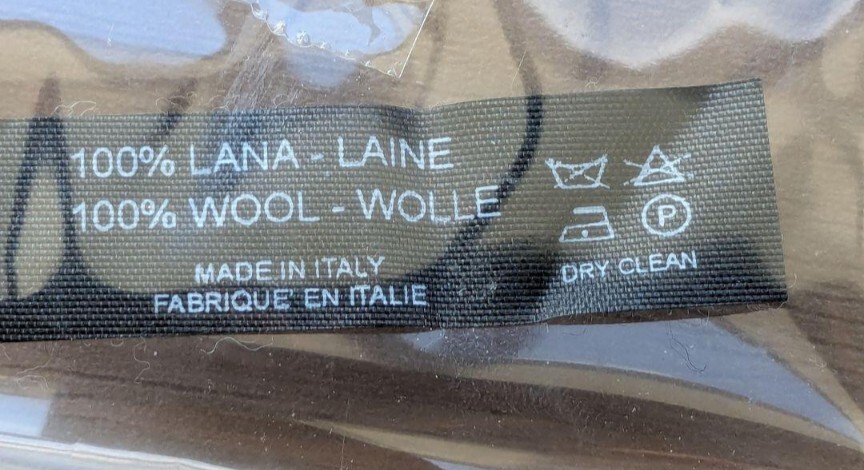 100% LANA - LAINE
100% WOOL - WOLLE
MADE IN ITALY
FABRIQUE' EN ITALIE
P
DRY CLEAN